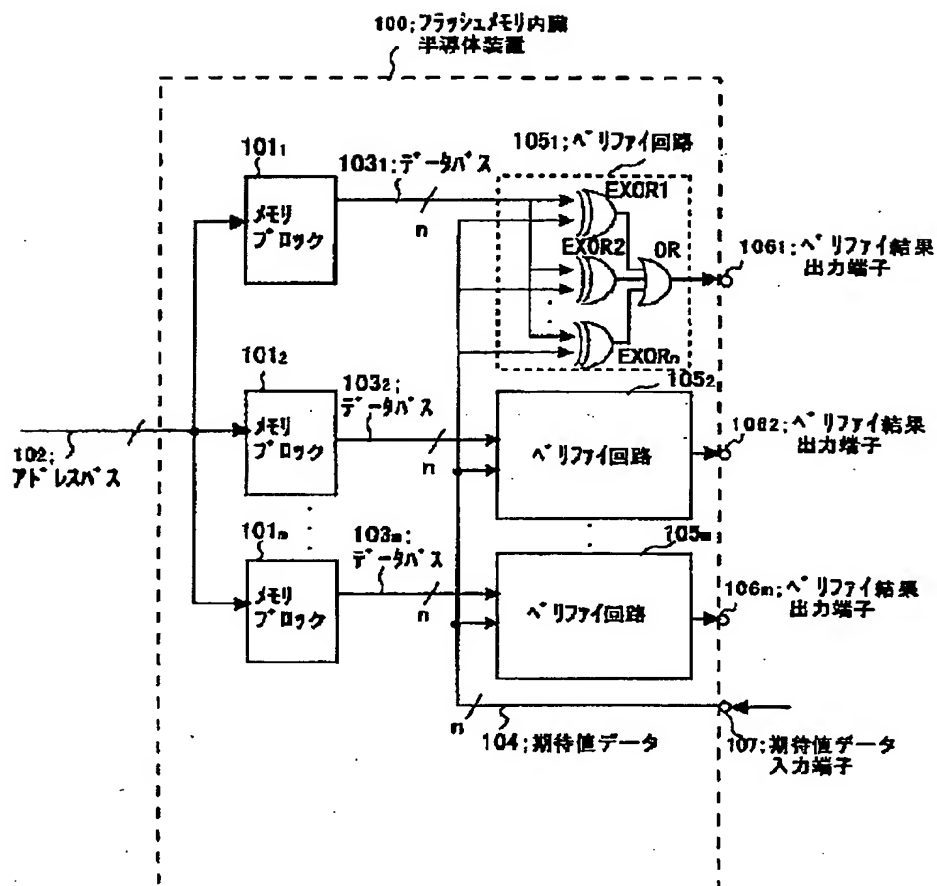 100;フラッシュメモリ内臓
半導体装置
101₁
メモリ
ブロック
103₁;データバス
n
105₁;ベリファイ回路
EXOR1
EXOR2
OR
EXORn
106₁;ベリファイ結果
出力端子
101₂
メモリ
ブロック
103₂;
データバス
n
105₂
ベリファイ回路
106₂;ベリファイ結果
出力端子
102;
アドレスバス
101m
メモリ
ブロック
103m;
データバス
n
105m
ベリファイ回路
106m;ベリファイ結果
出力端子
n
104;期待値データ
107;期待値データ
入力端子